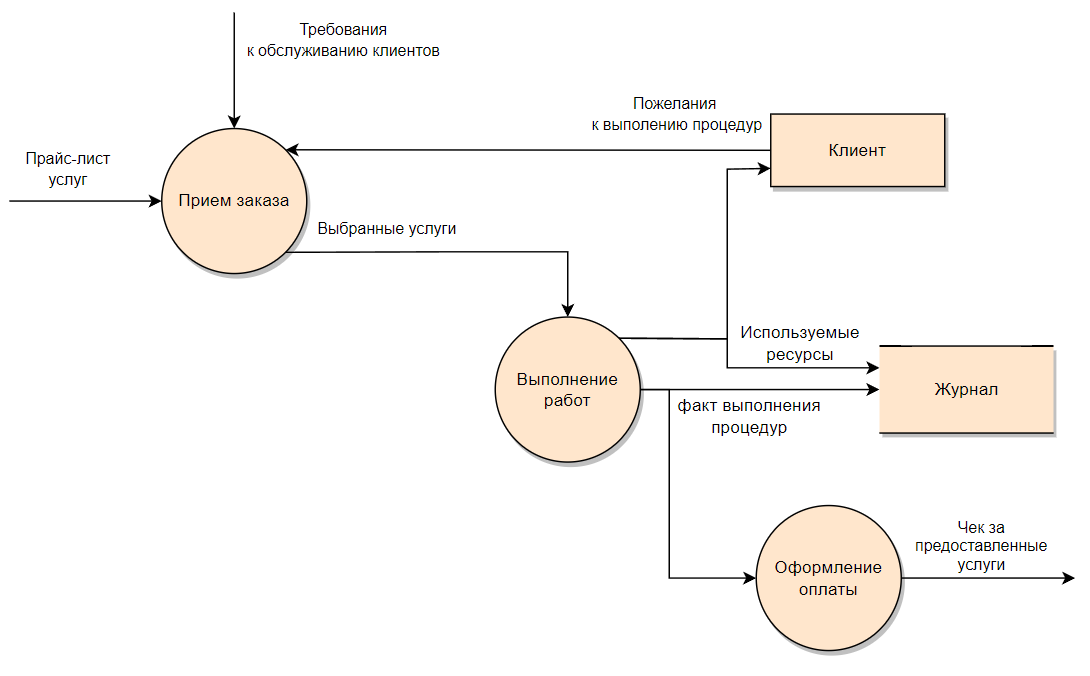 Требования
к обслуживанию клиентов
Пожелания
к выполению процедур
Клиент
Прайс-лист
услуг
Прием заказа
Выбранные услуги
Используемые
ресурсы
Выполнение
работ
Журнал
факт выполнения
процедур
Чек за
предоставленные
услуги
Оформление
оплаты